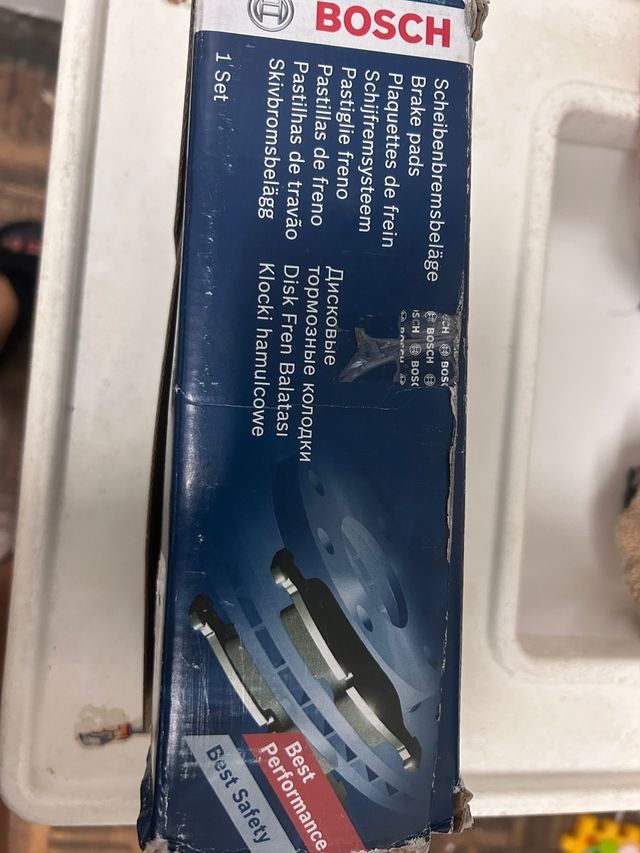 BOSCH
Scheibenbremsbeläge
Brake pads
Plaquettes de frein
Schijfremsysteem
Pastiglie freno
Pastillas de freno
Pastilhas de travão
Skivbromsbelägg
1 Set
Дисковые
тормозные колодки
Disk Fren Balatası
Klocki hamulcowe
BOSCH
Best
Performance
Best Safety